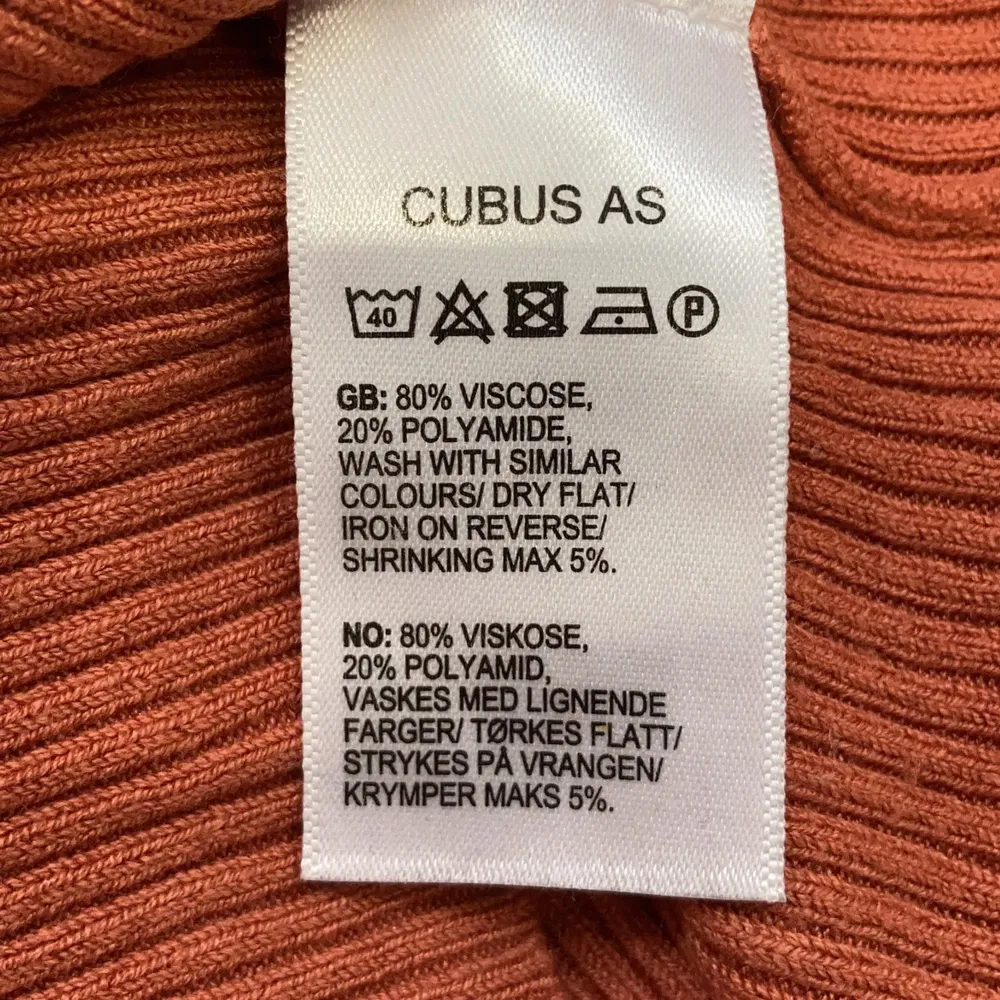 CUBUS AS
40
P
GB: 80% VISCOSE,
20% POLYAMIDE,
WASH WITH SIMILAR
COLOURS/ DRY FLAT/
IRON ON REVERSE/
SHRINKING MAX 5%.
NO: 80% VISKOSE,
20% POLYAMID,
VASKES MED LIGNENDE
FARGER/ TØRKES FLATT/
STRYKES PÅ VRANGEN/
KRYMPER MAKS 5%.